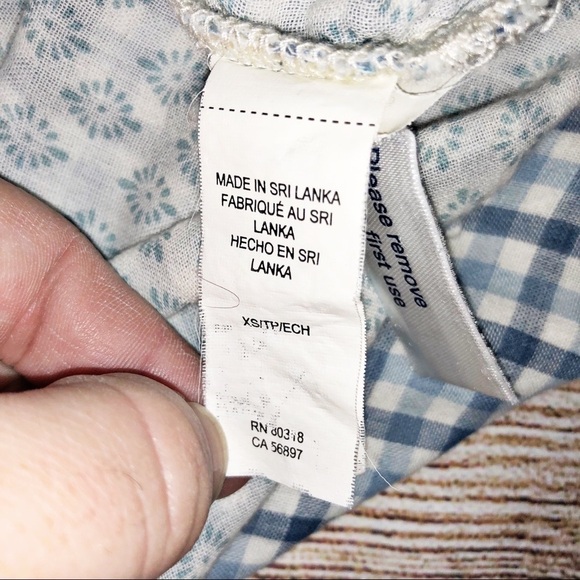 MADE IN SRI LANKA
FABRIQUÉ AU SRI
LANKA
HECHO EN SRI
LANKA
XS/TP/ECH
RN 80318
CA 56897
Please remove
first use